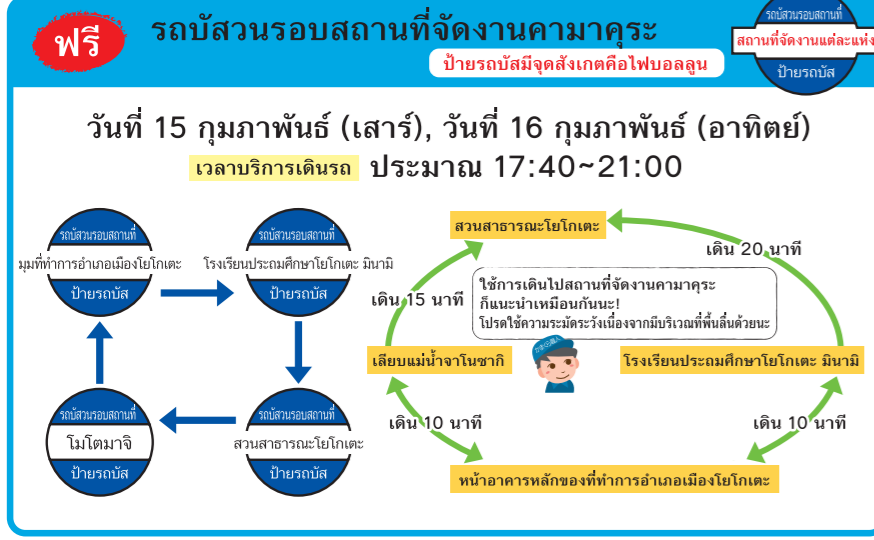 ฟรี
รถบัสวนรอบสถานที่จัดงานคามาคุระ
ป้ายรถบัสมีจุดสังเกตคือไฟบอลลูน
รถบัสวนรอบสถานที่
สถานที่จัดงานแต่ละแห่ง
ป้ายรถบัส
วันที่ 15 กุมภาพันธ์ (เสาร์), วันที่ 16 กุมภาพันธ์ (อาทิตย์)
เวลาบริการเดินรถ ประมาณ 17:40~21:00
รถบัสวนรอบสถานที่
มุมที่ทำการอำเภอเมืองโยโกเตะ
ป้ายรถบัส
รถบัสวนรอบสถานที่
โรงเรียนประถมศึกษาโยโกเตะ มินามิ
ป้ายรถบัส
รถบัสวนรอบสถานที่
โมโตมาจิ
ป้ายรถบัส
รถบัสวนรอบสถานที่
สวนสาธารณะโยโกเตะ
ป้ายรถบัส
สวนสาธารณะโยโกเตะ
เดิน 20 นาที
เดิน 15 นาที
ใช้การเดินไปสถานที่จัดงานคามาคุระ
ก็แนะนำเหมือนกันนะ!
โปรดใช้ความระมัดระวังเนื่องจากมีบริเวณที่พื้นลื่นด้วยนะ
เลียบแม่น้ำจาโนซากิ
โรงเรียนประถมศึกษาโยโกเตะ มินามิ
เดิน 10 นาที
เดิน 10 นาที
หน้าอาคารหลักของที่ทำการอำเภอเมืองโยโกเตะ